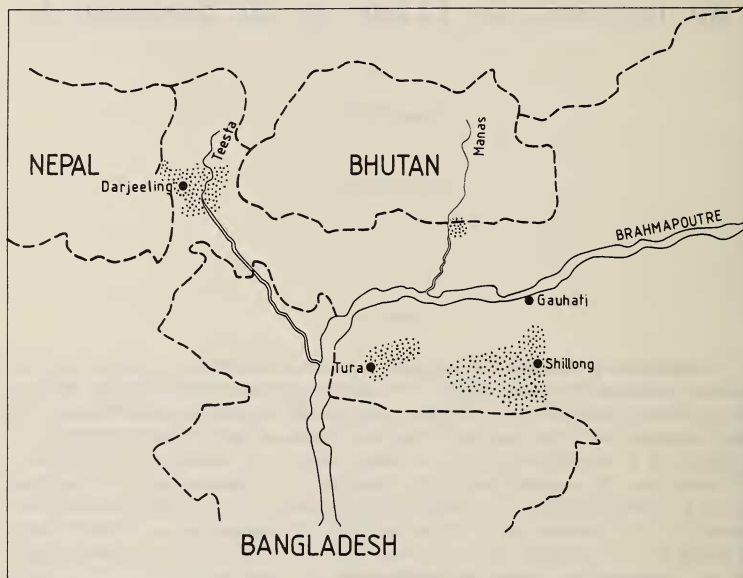 Teesta
NEPAL
BHUTAN
Manas
Darjeeling
BRAHMAPOUTRE
Gauhati
Tura
Shillong
BANGLADESH